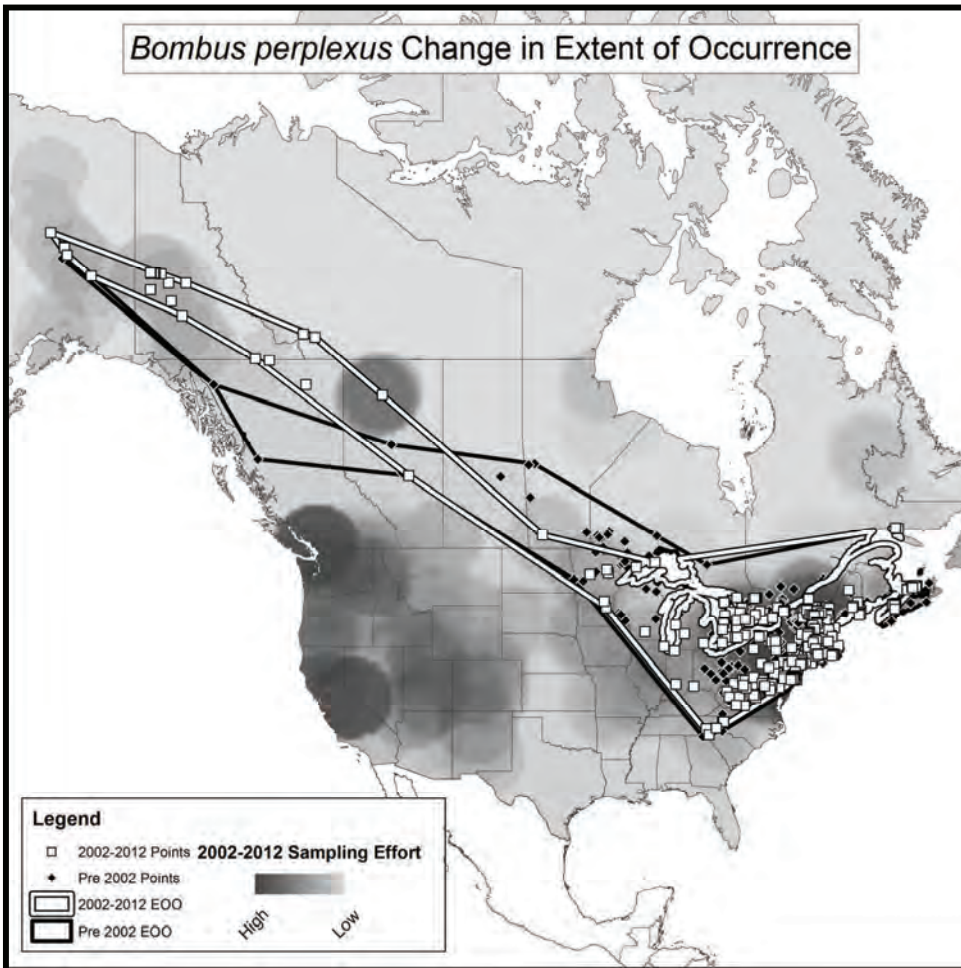 Bombus perplexus Change in Extent of Occurrence
Legend
2002-2012 Points
Pre 2002 Points
2002-2012 EOO
Pre 2002 EOO
2002-2012 Sampling Effort
High
Low